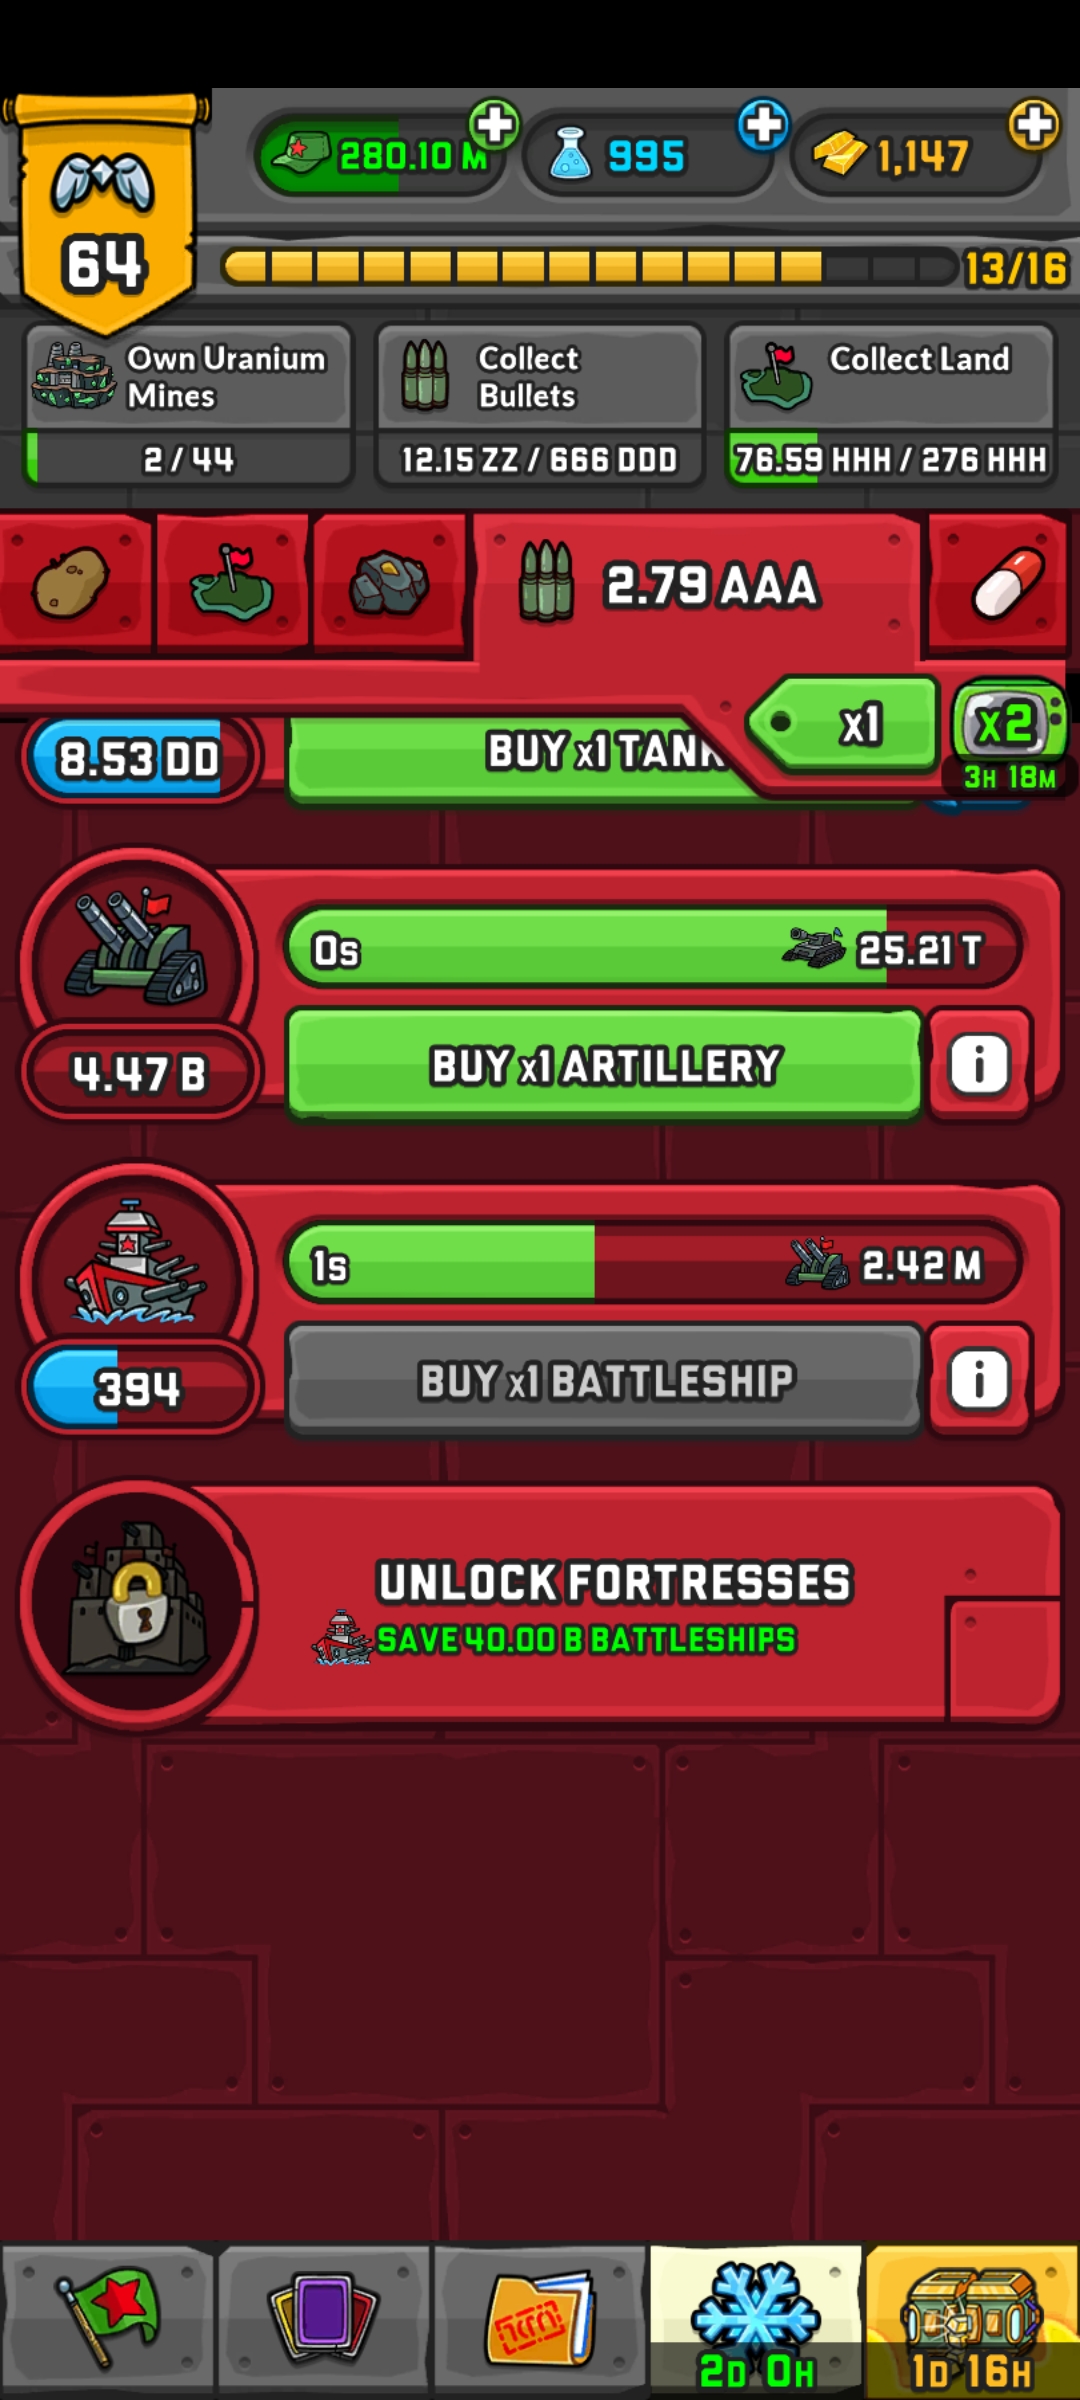 64
280.10 M
995
1,147
13/16
Own Uranium
Mines
2 / 44
Collect
Bullets
12.15 ZZ / 666 DDD
Collect Land
76.59 HHH / 276 HHH
2.79 AAA
x1
x2
3H 18M
8.53 DD
BUY x1 TANK
0s
25.21 T
4.47 B
BUY x1 ARTILLERY
i
1s
2.42 M
394
BUY x1 BATTLESHIP
i
UNLOCK FORTRESSES
SAVE 40.00 B BATTLESHIPS
2D 0H
1D 16H